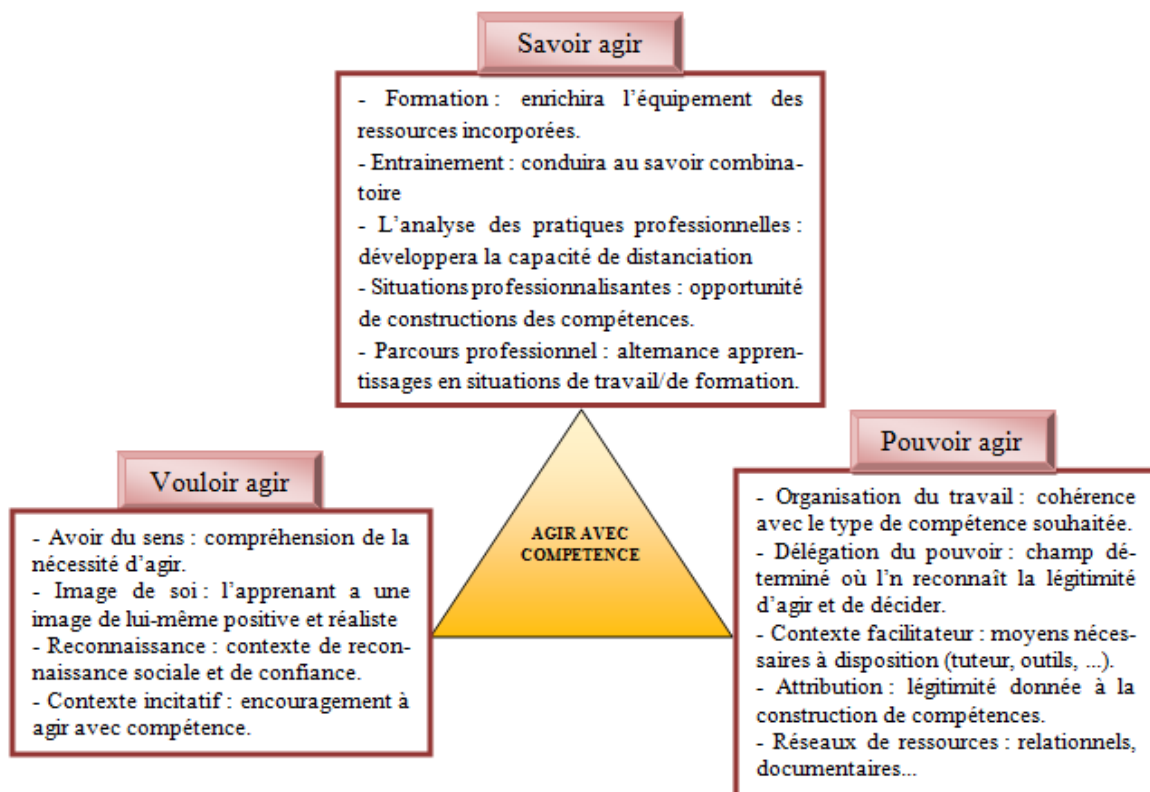 Savoir agir
- Formation : enrichira l'équipement des
ressources incorporées.
- Entrainement : conduira au savoir combina-
toire
- L'analyse des pratiques professionnelles :
développera la capacité de distanciation
- Situations professionnalisantes : opportunité
de constructions des compétences.
- Parcours professionnel : alternance appren-
tissages en situations de travail/de formation.
Vouloir agir
- Avoir du sens : compréhension de la
nécessité d'agir.
- Image de soi : l'apprenant a une
image de lui-même positive et réaliste
- Reconnaissance : contexte de recon-
naissance sociale et de confiance.
- Contexte incitatif : encouragement à
agir avec compétence.
AGIR AVEC
COMPETENCE
Pouvoir agir
- Organisation du travail : cohérence
avec le type de compétence souhaitée.
- Délégation du pouvoir : champ dé-
terminé où l'n reconnaît la légitimité
d'agir et de décider.
- Contexte facilitateur : moyens néces-
saires à disposition (tuteur, outils, ...).
- Attribution : légitimité donnée à la
construction de compétences.
- Réseaux de ressources : relationnels,
documentaires...